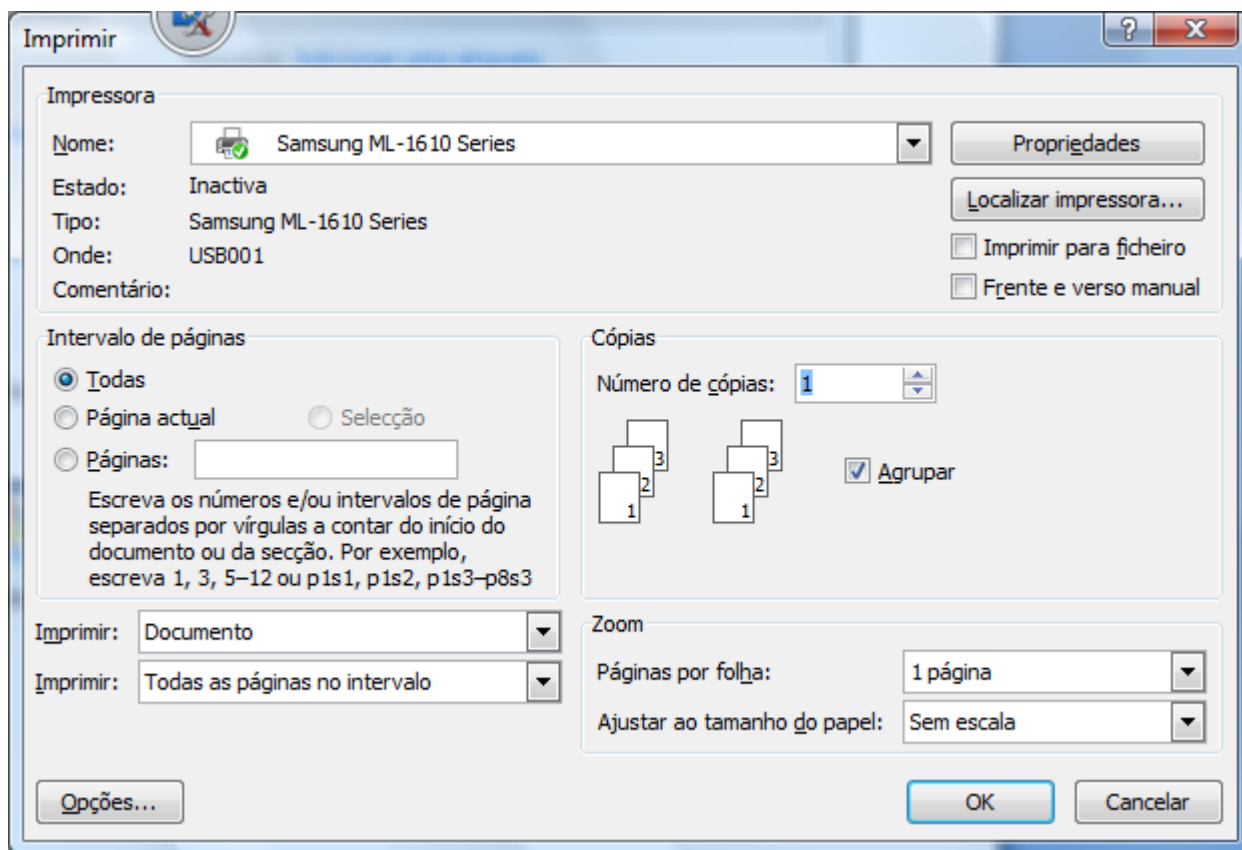 Imprimir
Impressora
Nome: Samsung ML-1610 Series Propriedades
Estado: Inactiva
Localizar impressora...
Tipo: Samsung ML-1610 Series
Onde: USB001 Imprimir para ficheiro
Comentário: Frente e verso manual
Intervalo de páginas
Todas
Página actual Selecção
Páginas:
Escreva os números e/ou intervalos de página
separados por vírgulas a contar do início do
documento ou da secção. Por exemplo,
escreva 1, 3, 5–12 ou p1s1, p1s2, p1s3–p8s3
Cópias
Número de cópias: 1
3 3
2 2
1 1
Agrupar
Imprimir: Documento
Imprimir: Todas as páginas no intervalo
Zoom
Páginas por folha: 1 página
Ajustar ao tamanho do papel: Sem escala
Opções... OK Cancelar